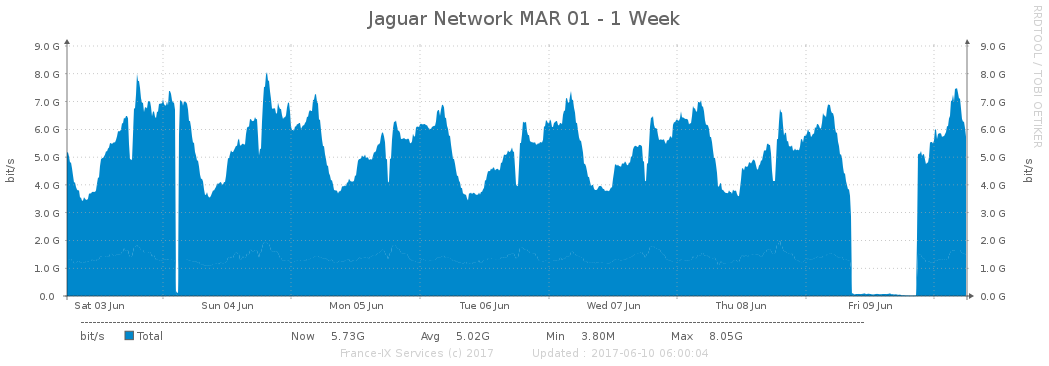 Jaguar Network MAR 01 - 1 Week
RRDTOOL / TOBI OETIKER
bit/s
9.0 G 9.0 G
8.0 G 8.0 G
7.0 G 7.0 G
6.0 G 6.0 G
5.0 G 5.0 G
4.0 G 4.0 G
3.0 G 3.0 G
2.0 G 2.0 G
1.0 G 1.0 G
0.0 0.0 G
bit/s
Sat 03 Jun Sun 04 Jun Mon 05 Jun Tue 06 Jun Wed 07 Jun Thu 08 Jun Fri 09 Jun
bit/s Total Now 5.73G Avg 5.02G Min 3.80M Max 8.05G
France-IX Services (c) 2017 Updated : 2017-06-10 06:00:04